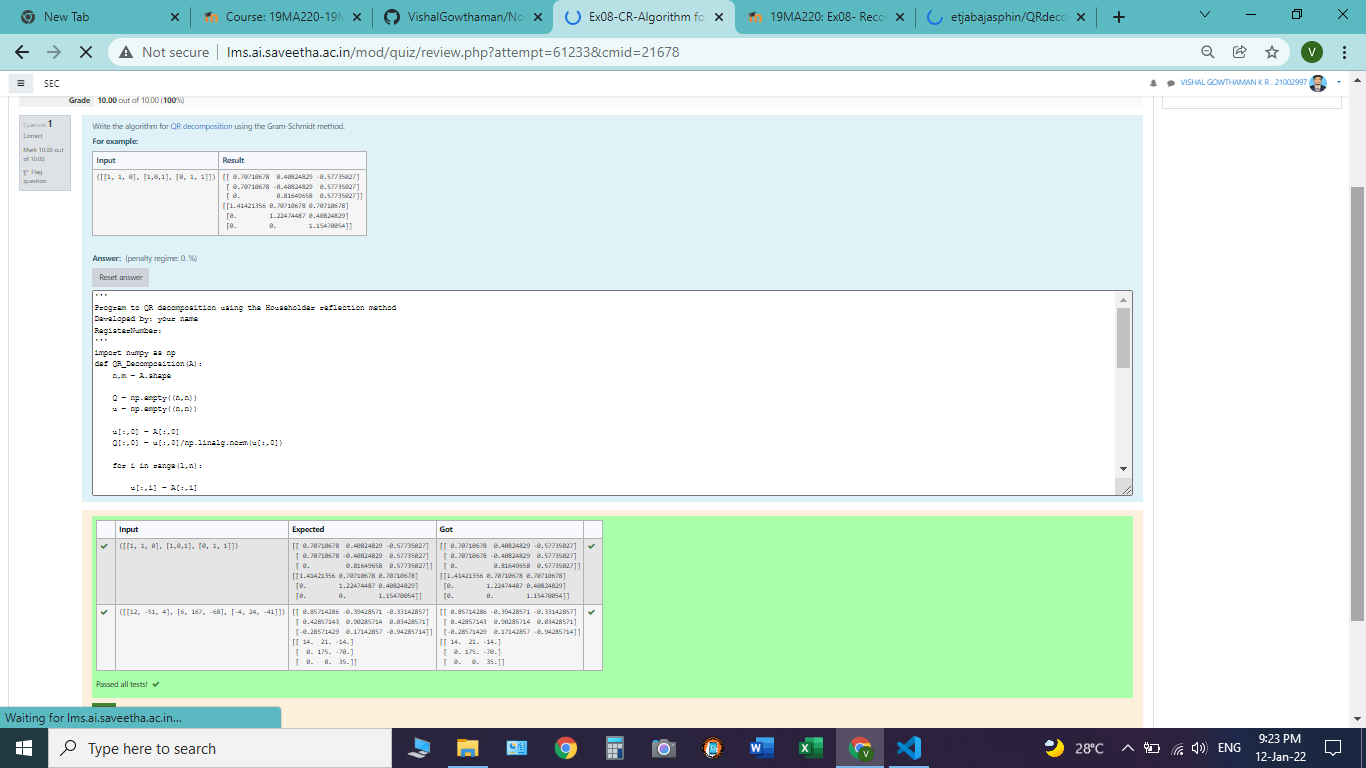 New Tab
Course: 19MA220-19M
VishalGowthaman/No
Ex08-CR-Algorithm fo
19MA220: Ex08- Reco
etjabajasphin/QRdeco
Not secure
lms.ai.saveetha.ac.in/mod/quiz/review.php?attempt=61233&cmid=21678
V
SEC
VISHAL GOWTHAMAN K R . 21002997
Grade 10.00 out of 10.00 (100%)
Question 1
Correct
Mark 10.00 out
of 10.00
Flag
question
Write the algorithm for QR decomposition using the Gram-Schmidt method.
For example:
Input Result
([[1, 1, 0], [1,0,1], [0, 1, 1]]) [[ 0.70710678 0.40824829 -0.57735027]
[ 0.70710678 -0.40824829 0.57735027]
[ 0. 0.81649658 0.57735027]]
[[1.41421356 0.70710678 0.70710678]
[0. 1.22474487 0.40824829]
[0. 0. 1.15470054]]
Answer: (penalty regime: 0. %)
Reset answer
'''
Program to QR decomposition using the Householder reflection method
Developed by: your name
RegisterNumber:
'''
import numpy as np
def QR_Decomposition(A):
n,m = A.shape
Q = np.empty((n,n))
u = np.empty((n,n))
u[:,0] = A[:,0]
Q[:,0] = u[:,0]/np.linalg.norm(u[:,0])
for i in range(1,n):
u[:,i] = A[:,i]
Input Expected Got
([[1, 1, 0], [1,0,1], [0, 1, 1]]) [[ 0.70710678 0.40824829 -0.57735027] [[ 0.70710678 0.40824829 -0.57735027]
[ 0.70710678 -0.40824829 0.57735027] [ 0.70710678 -0.40824829 0.57735027]
[ 0. 0.81649658 0.57735027]] [ 0. 0.81649658 0.57735027]]
[[1.41421356 0.70710678 0.70710678] [[1.41421356 0.70710678 0.70710678]
[0. 1.22474487 0.40824829] [0. 1.22474487 0.40824829]
[0. 0. 1.15470054]] [0. 0. 1.15470054]]
([[12, -51, 4], [6, 167, -68], [-4, 24, -41]]) [[ 0.85714286 -0.39428571 -0.33142857] [[ 0.85714286 -0.39428571 -0.33142857]
[ 0.42857143 0.90285714 0.03428571] [ 0.42857143 0.90285714 0.03428571]
[-0.28571429 0.17142857 -0.94285714]] [-0.28571429 0.17142857 -0.94285714]]
[[ 14. 21. -14.] [[ 14. 21. -14.]
[ 0. 175. -70.] [ 0. 175. -70.]
[ 0. 0. 35.]] [ 0. 0. 35.]]
Passed all tests!
Waiting for lms.ai.saveetha.ac.in...
Type here to search
28°C
ENG
9:23 PM
12-Jan-22